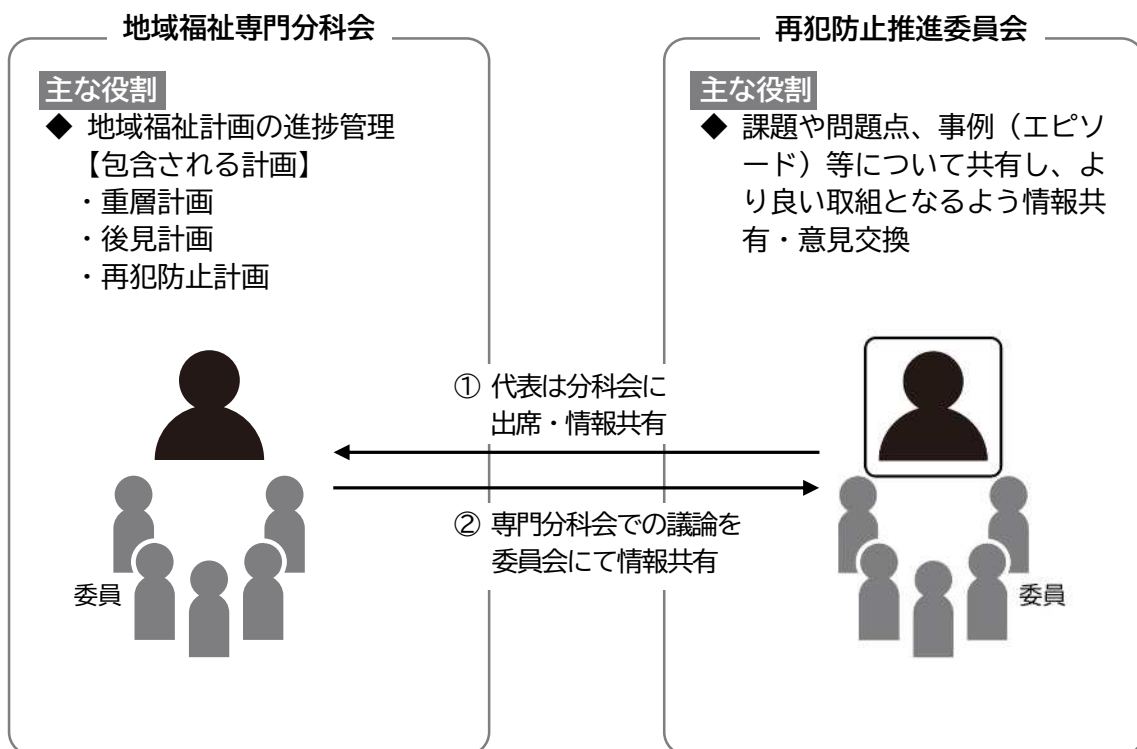 地域福祉専門分科会
主な役割
◆ 地域福祉計画の進捗管理
【包含される計画】
・重層計画
・後見計画
・再犯防止計画
委員
① 代表は分科会に
出席・情報共有
② 専門分科会での議論を
委員会にて情報共有
再犯防止推進委員会
主な役割
◆ 課題や問題点、事例（エピソ
ード）等について共有し、よ
り良い取組となるよう情報共
有・意見交換
委員